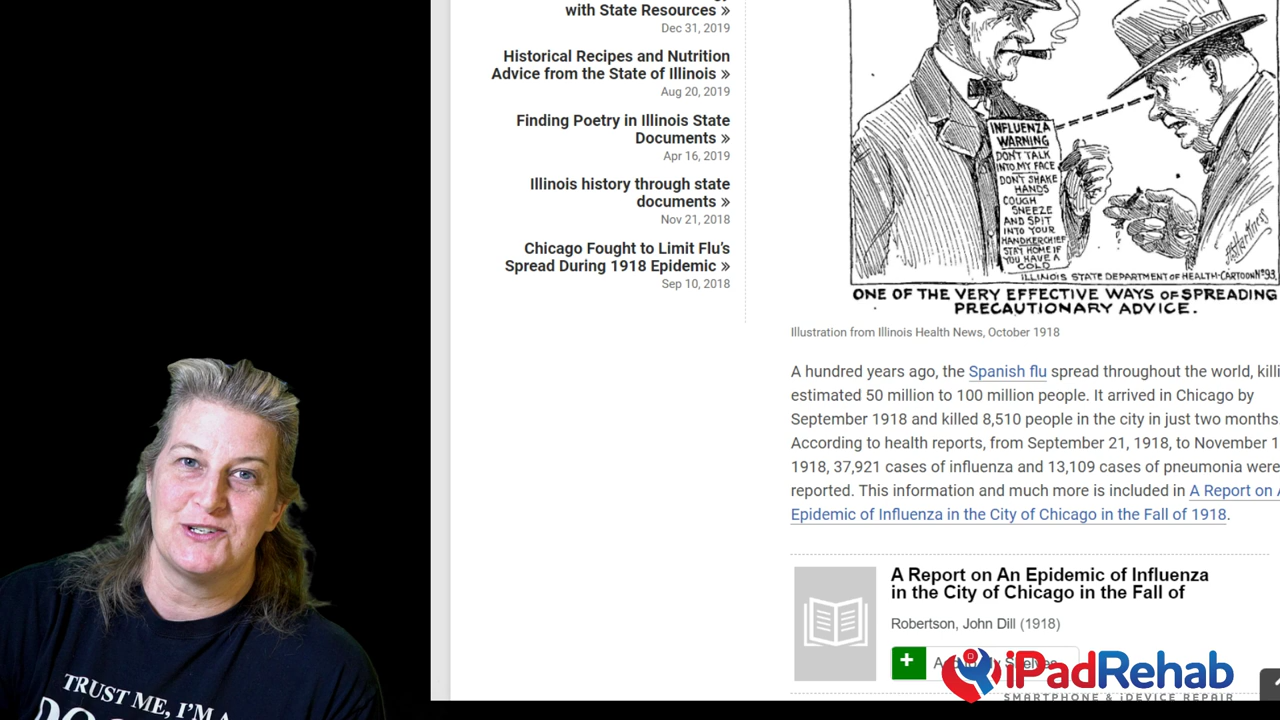 with State Resources »
Dec 31, 2019
Historical Recipes and Nutrition
Advice from the State of Illinois »
Aug 20, 2019
Finding Poetry in Illinois State
Documents »
Apr 16, 2019
Illinois history through state
documents »
Nov 21, 2018
Chicago Fought to Limit Flu's
Spread During 1918 Epidemic »
Sep 10, 2018
INFLUENZA
WARNING
DON'T TALK
INTO MY FACE
DON'T SHAKE
HANDS
COUGH
SNEEZE
AND SPIT
INTO YOUR
HANDKERCHIEF
STAY HOME IF
YOU HAVE A
COLD
ILLINOIS STATE DEPARTMENT OF HEALTH-CARTOON Nº 93
ONE OF THE VERY EFFECTIVE WAYS OF SPREADING
PRECAUTIONARY ADVICE.
Illustration from Illinois Health News, October 1918
A hundred years ago, the Spanish flu spread throughout the world, killi
estimated 50 million to 100 million people. It arrived in Chicago by
September 1918 and killed 8,510 people in the city in just two months.
According to health reports, from September 21, 1918, to November 1
1918, 37,921 cases of influenza and 13,109 cases of pneumonia were
reported. This information and much more is included in A Report on A
Epidemic of Influenza in the City of Chicago in the Fall of 1918.
A Report on An Epidemic of Influenza
in the City of Chicago in the Fall of
Robertson, John Dill (1918)
+
iPadRehab
SMARTPHONE & iDEVICE REPAIR
TRUST ME, I'M A